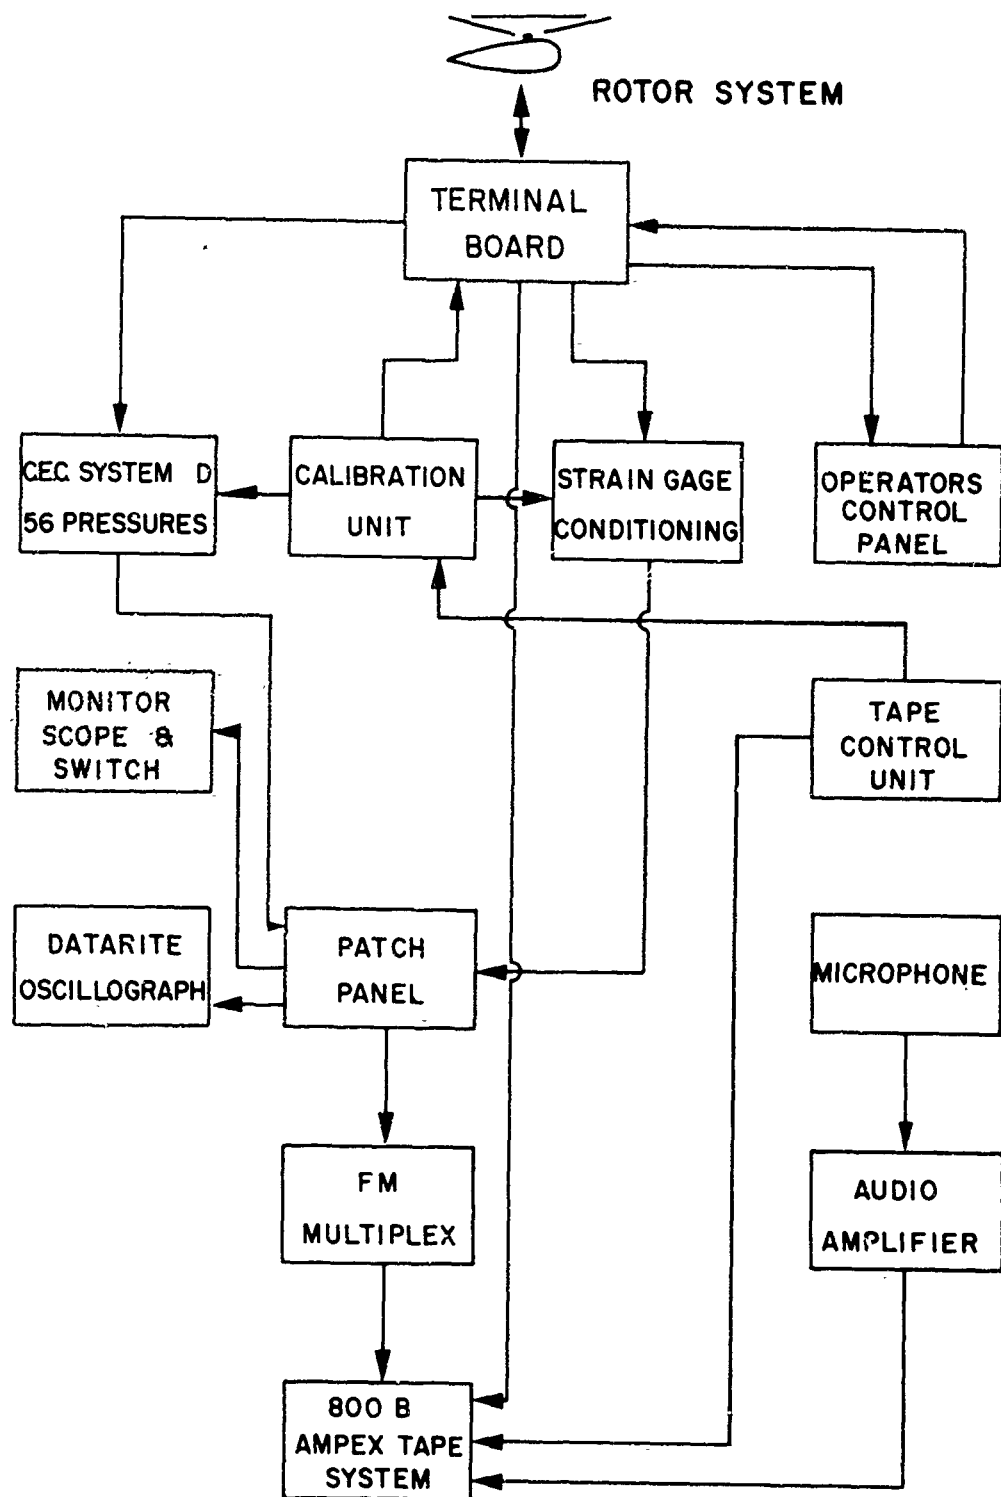 ROTOR SYSTEM
TERMINAL
BOARD
C.E.C. SYSTEM D
56 PRESSURES
CALIBRATION
UNIT
STRAIN GAGE
CONDITIONING
OPERATORS
CONTROL
PANEL
MONITOR
SCOPE &
SWITCH
TAPE
CONTROL
UNIT
DATARITE
OSCILLOGRAPH
PATCH
PANEL
MICROPHONE
FM
MULTIPLEX
AUDIO
AMPLIFIER
800 B
AMPEX TAPE
SYSTEM